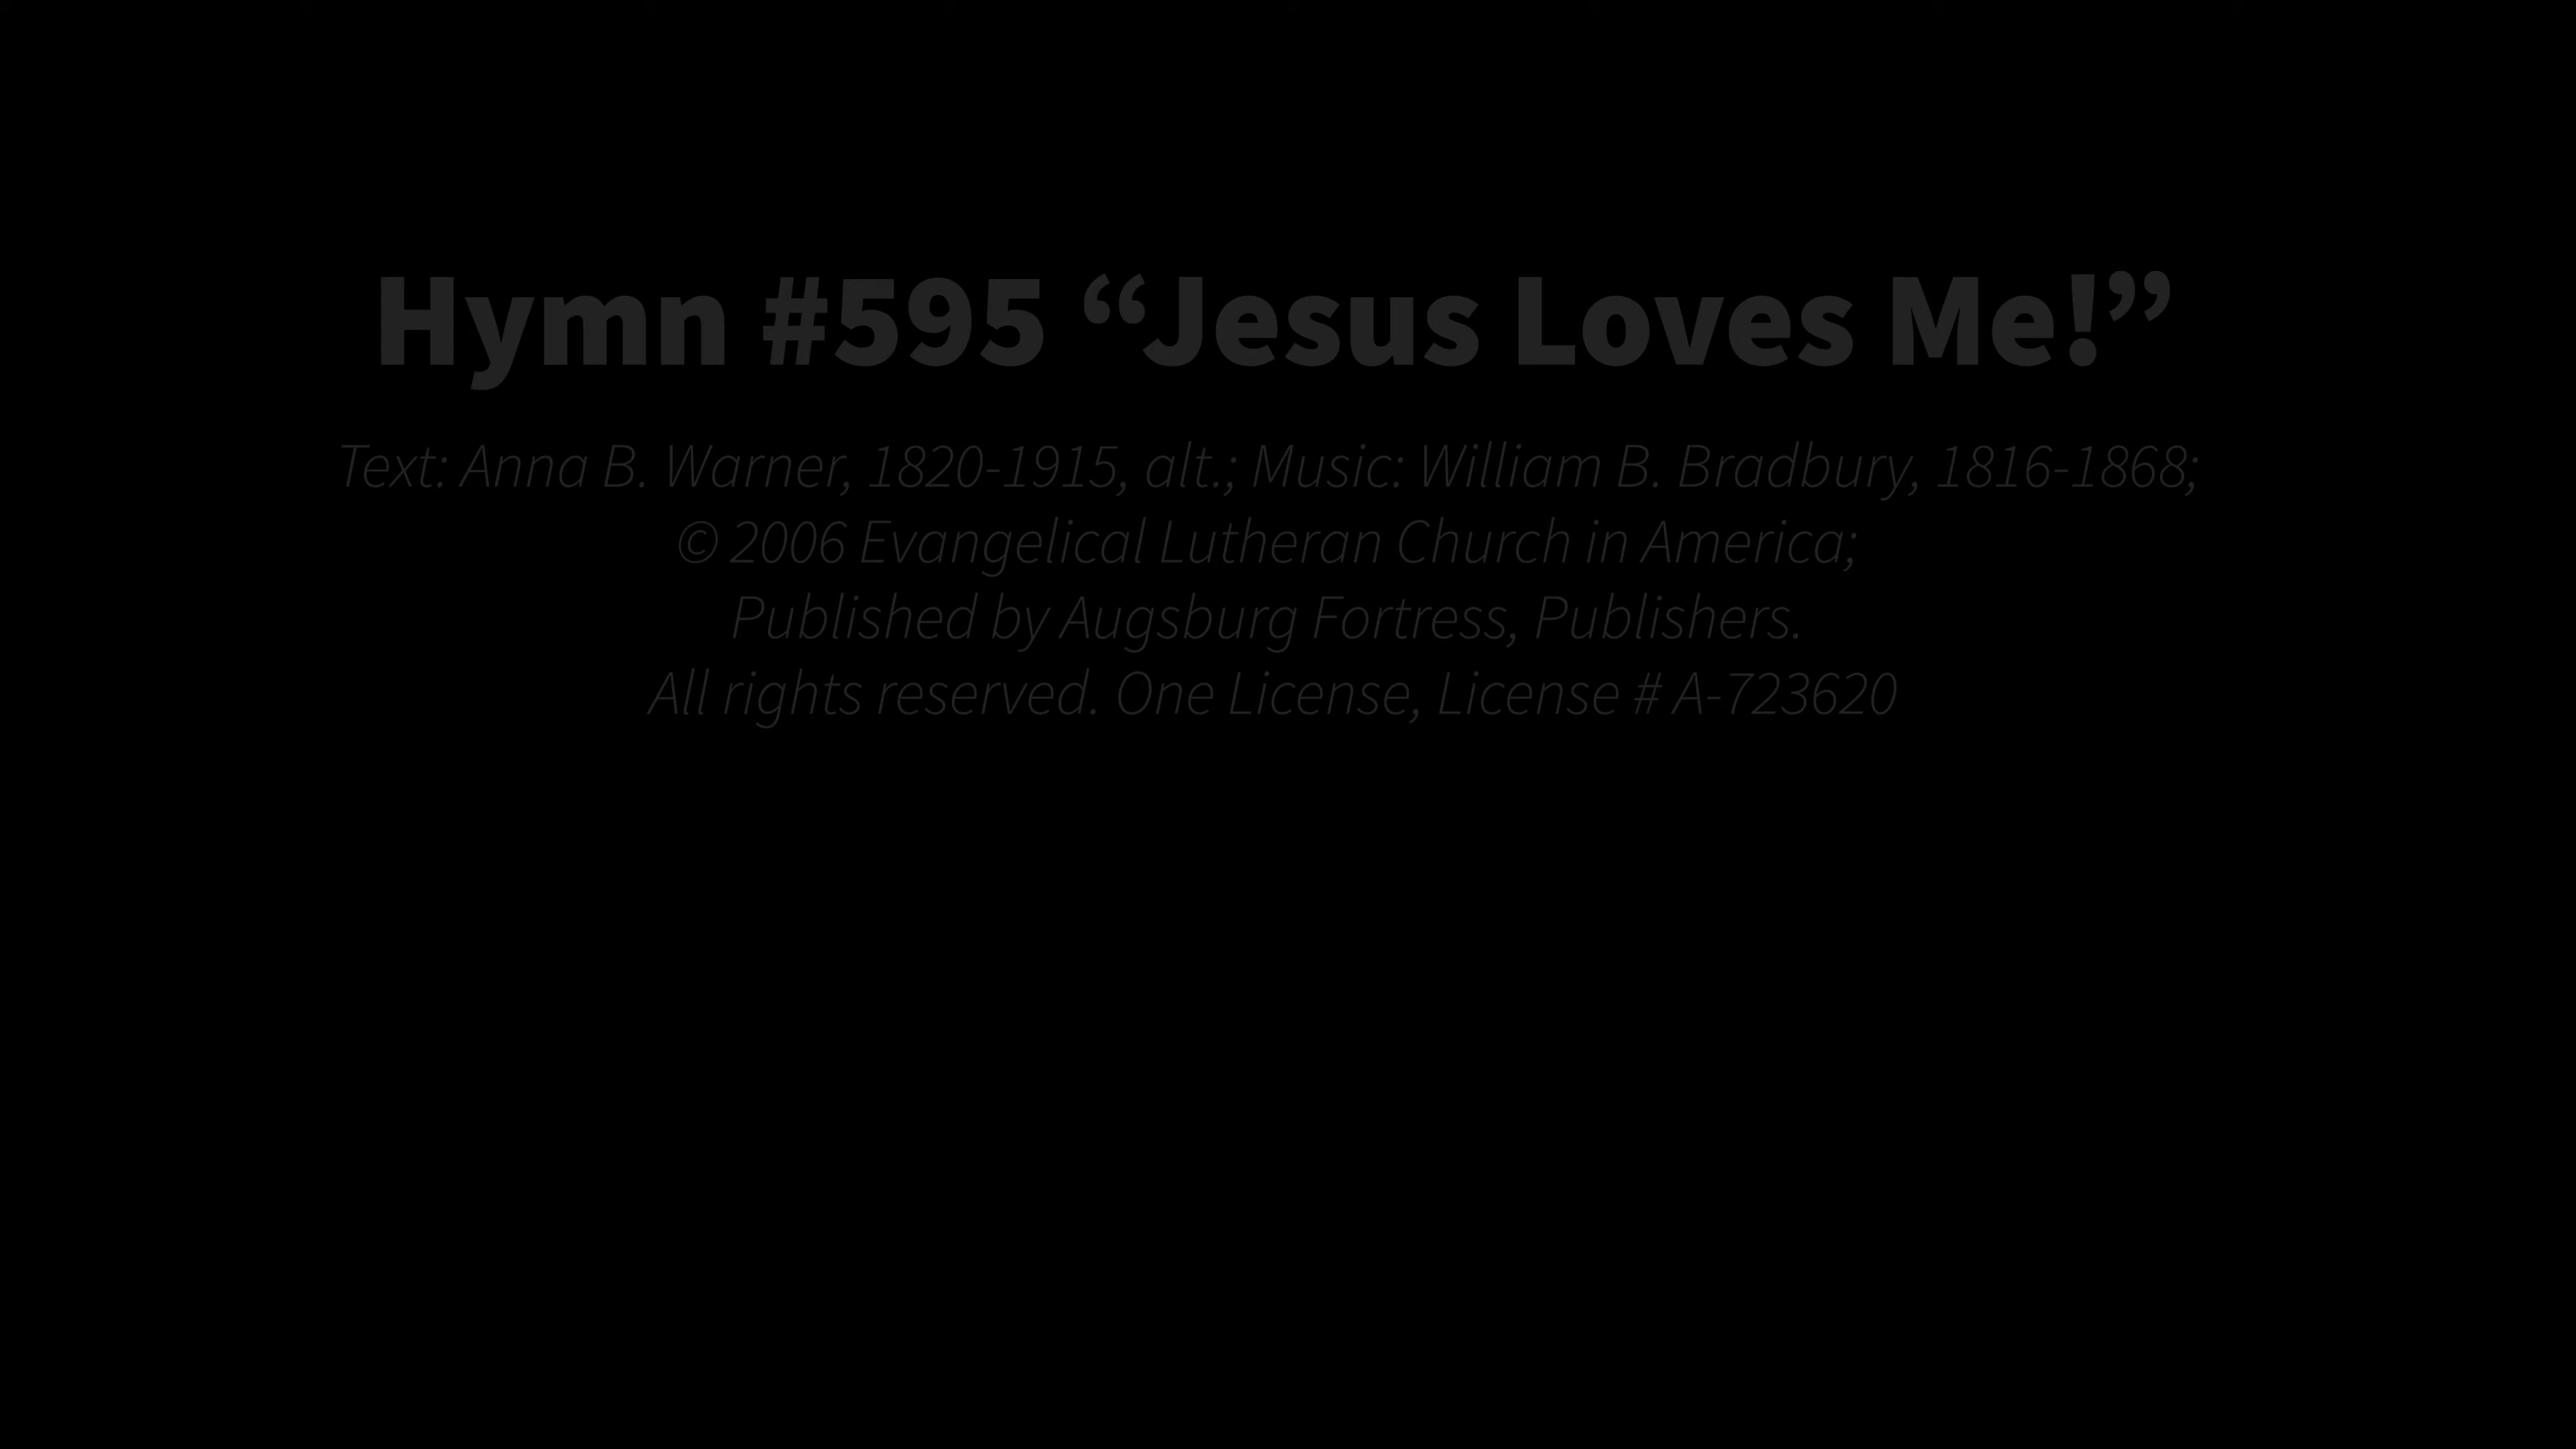 Hymn #595 “Jesus Loves Me!”
Text: Anna B. Warner, 1820-1915, alt.; Music: William B. Bradbury, 1816-1868;
© 2006 Evangelical Lutheran Church in America;
Published by Augsburg Fortress, Publishers.
All rights reserved. One License, License # A-723620